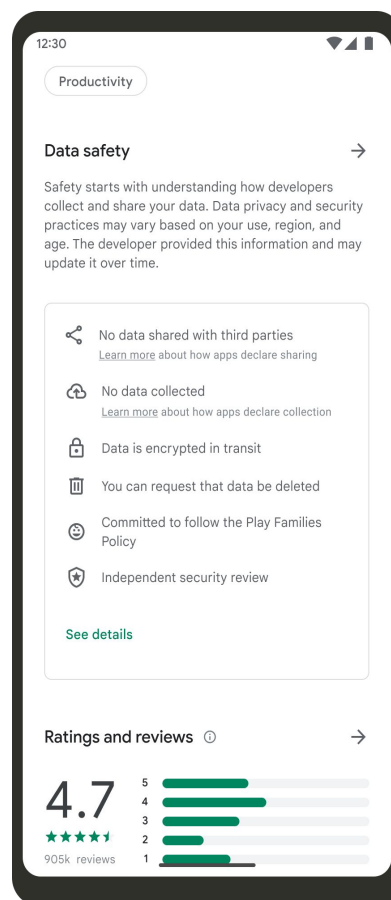 12:30
Productivity
Data safety
Safety starts with understanding how developers
collect and share your data. Data privacy and security
practices may vary based on your use, region, and
age. The developer provided this information and may
update it over time.
No data shared with third parties
Learn more about how apps declare sharing
No data collected
Learn more about how apps declare collection
Data is encrypted in transit
You can request that data be deleted
Committed to follow the Play Families
Policy
Independent security review
See details
Ratings and reviews
4.7
905k reviews
5
4
3
2
1